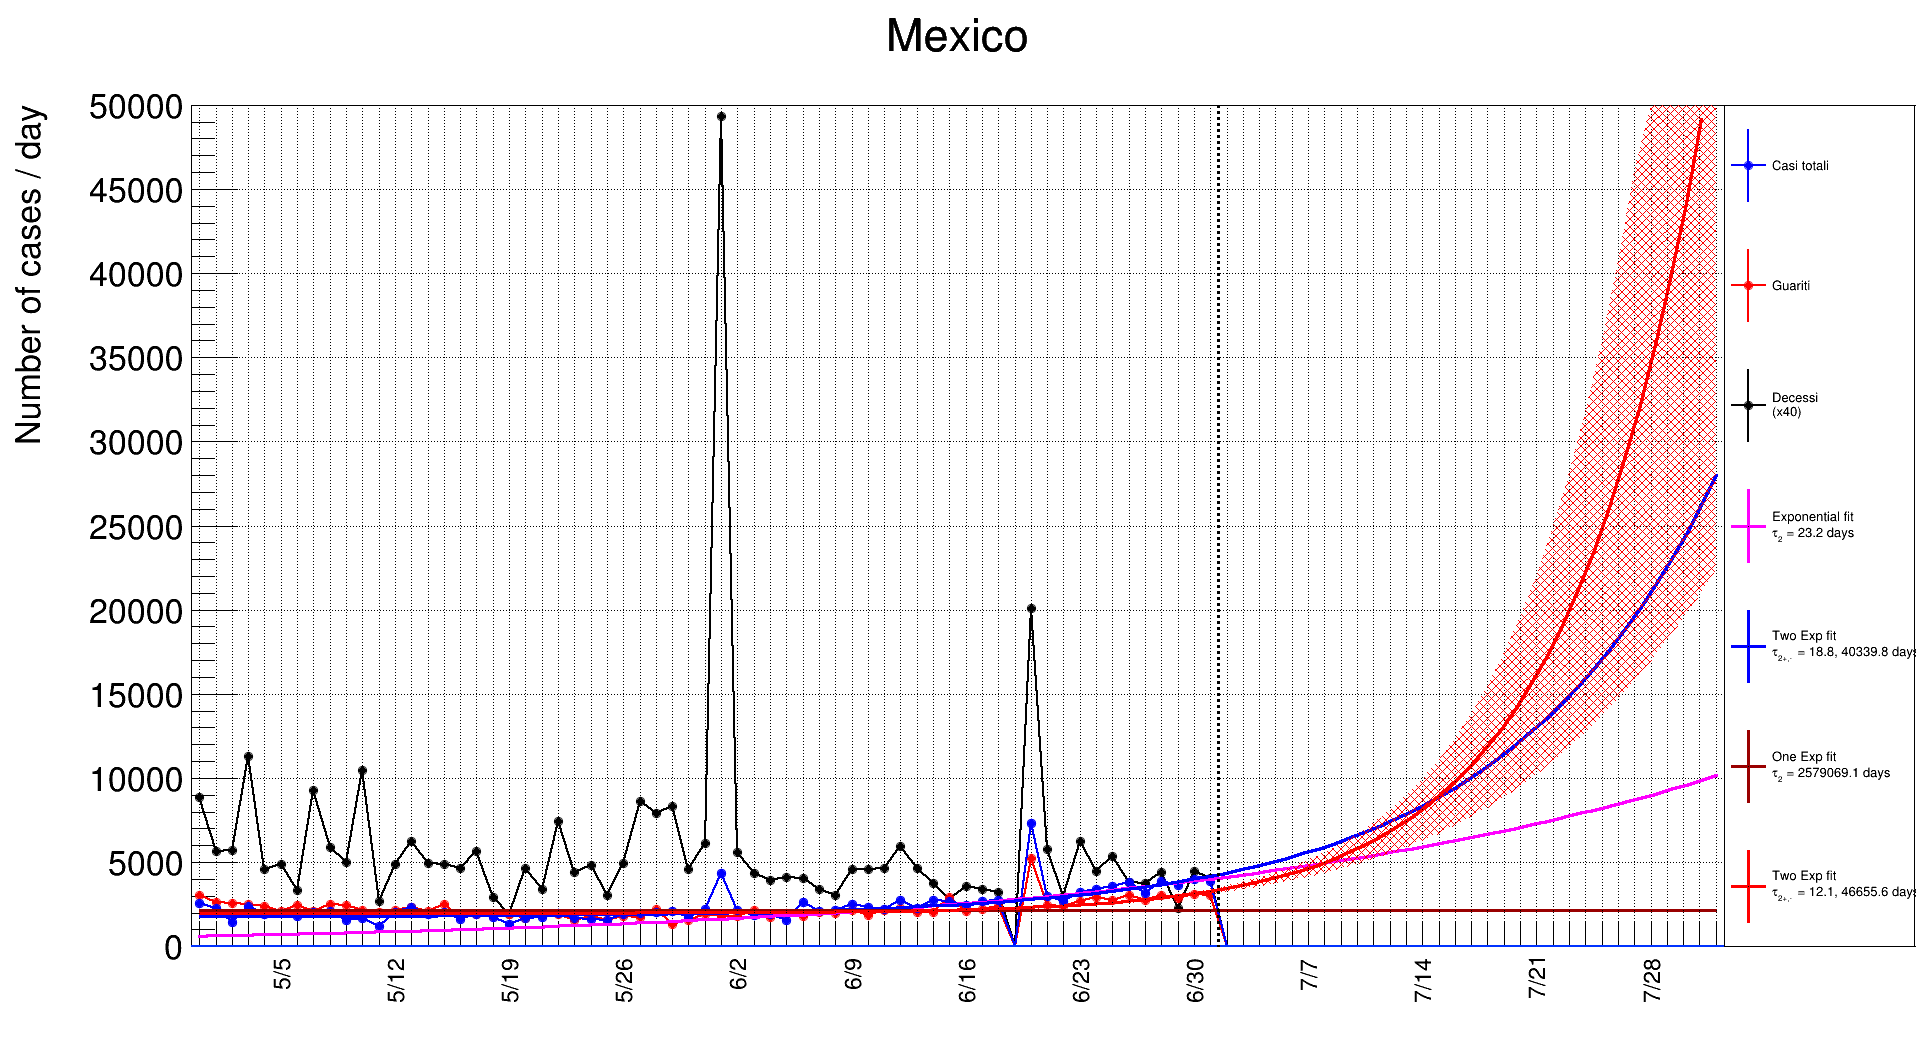 Mexico
Number of cases / day
50000
45000
40000
35000
30000
25000
20000
15000
10000
5000
0
5/5
5/12
5/19
5/26
6/2
6/9
6/16
6/23
6/30
7/7
7/14
7/21
7/28
Casi totali
Guariti
Decessi
(x40)
Exponential fit
τ2 = 23.2 days
Two Exp fit
τ2+,- = 18.8, 40339.8 days
One Exp fit
τ2 = 2579069.1 days
Two Exp fit
τ2+,- = 12.1, 46655.6 days